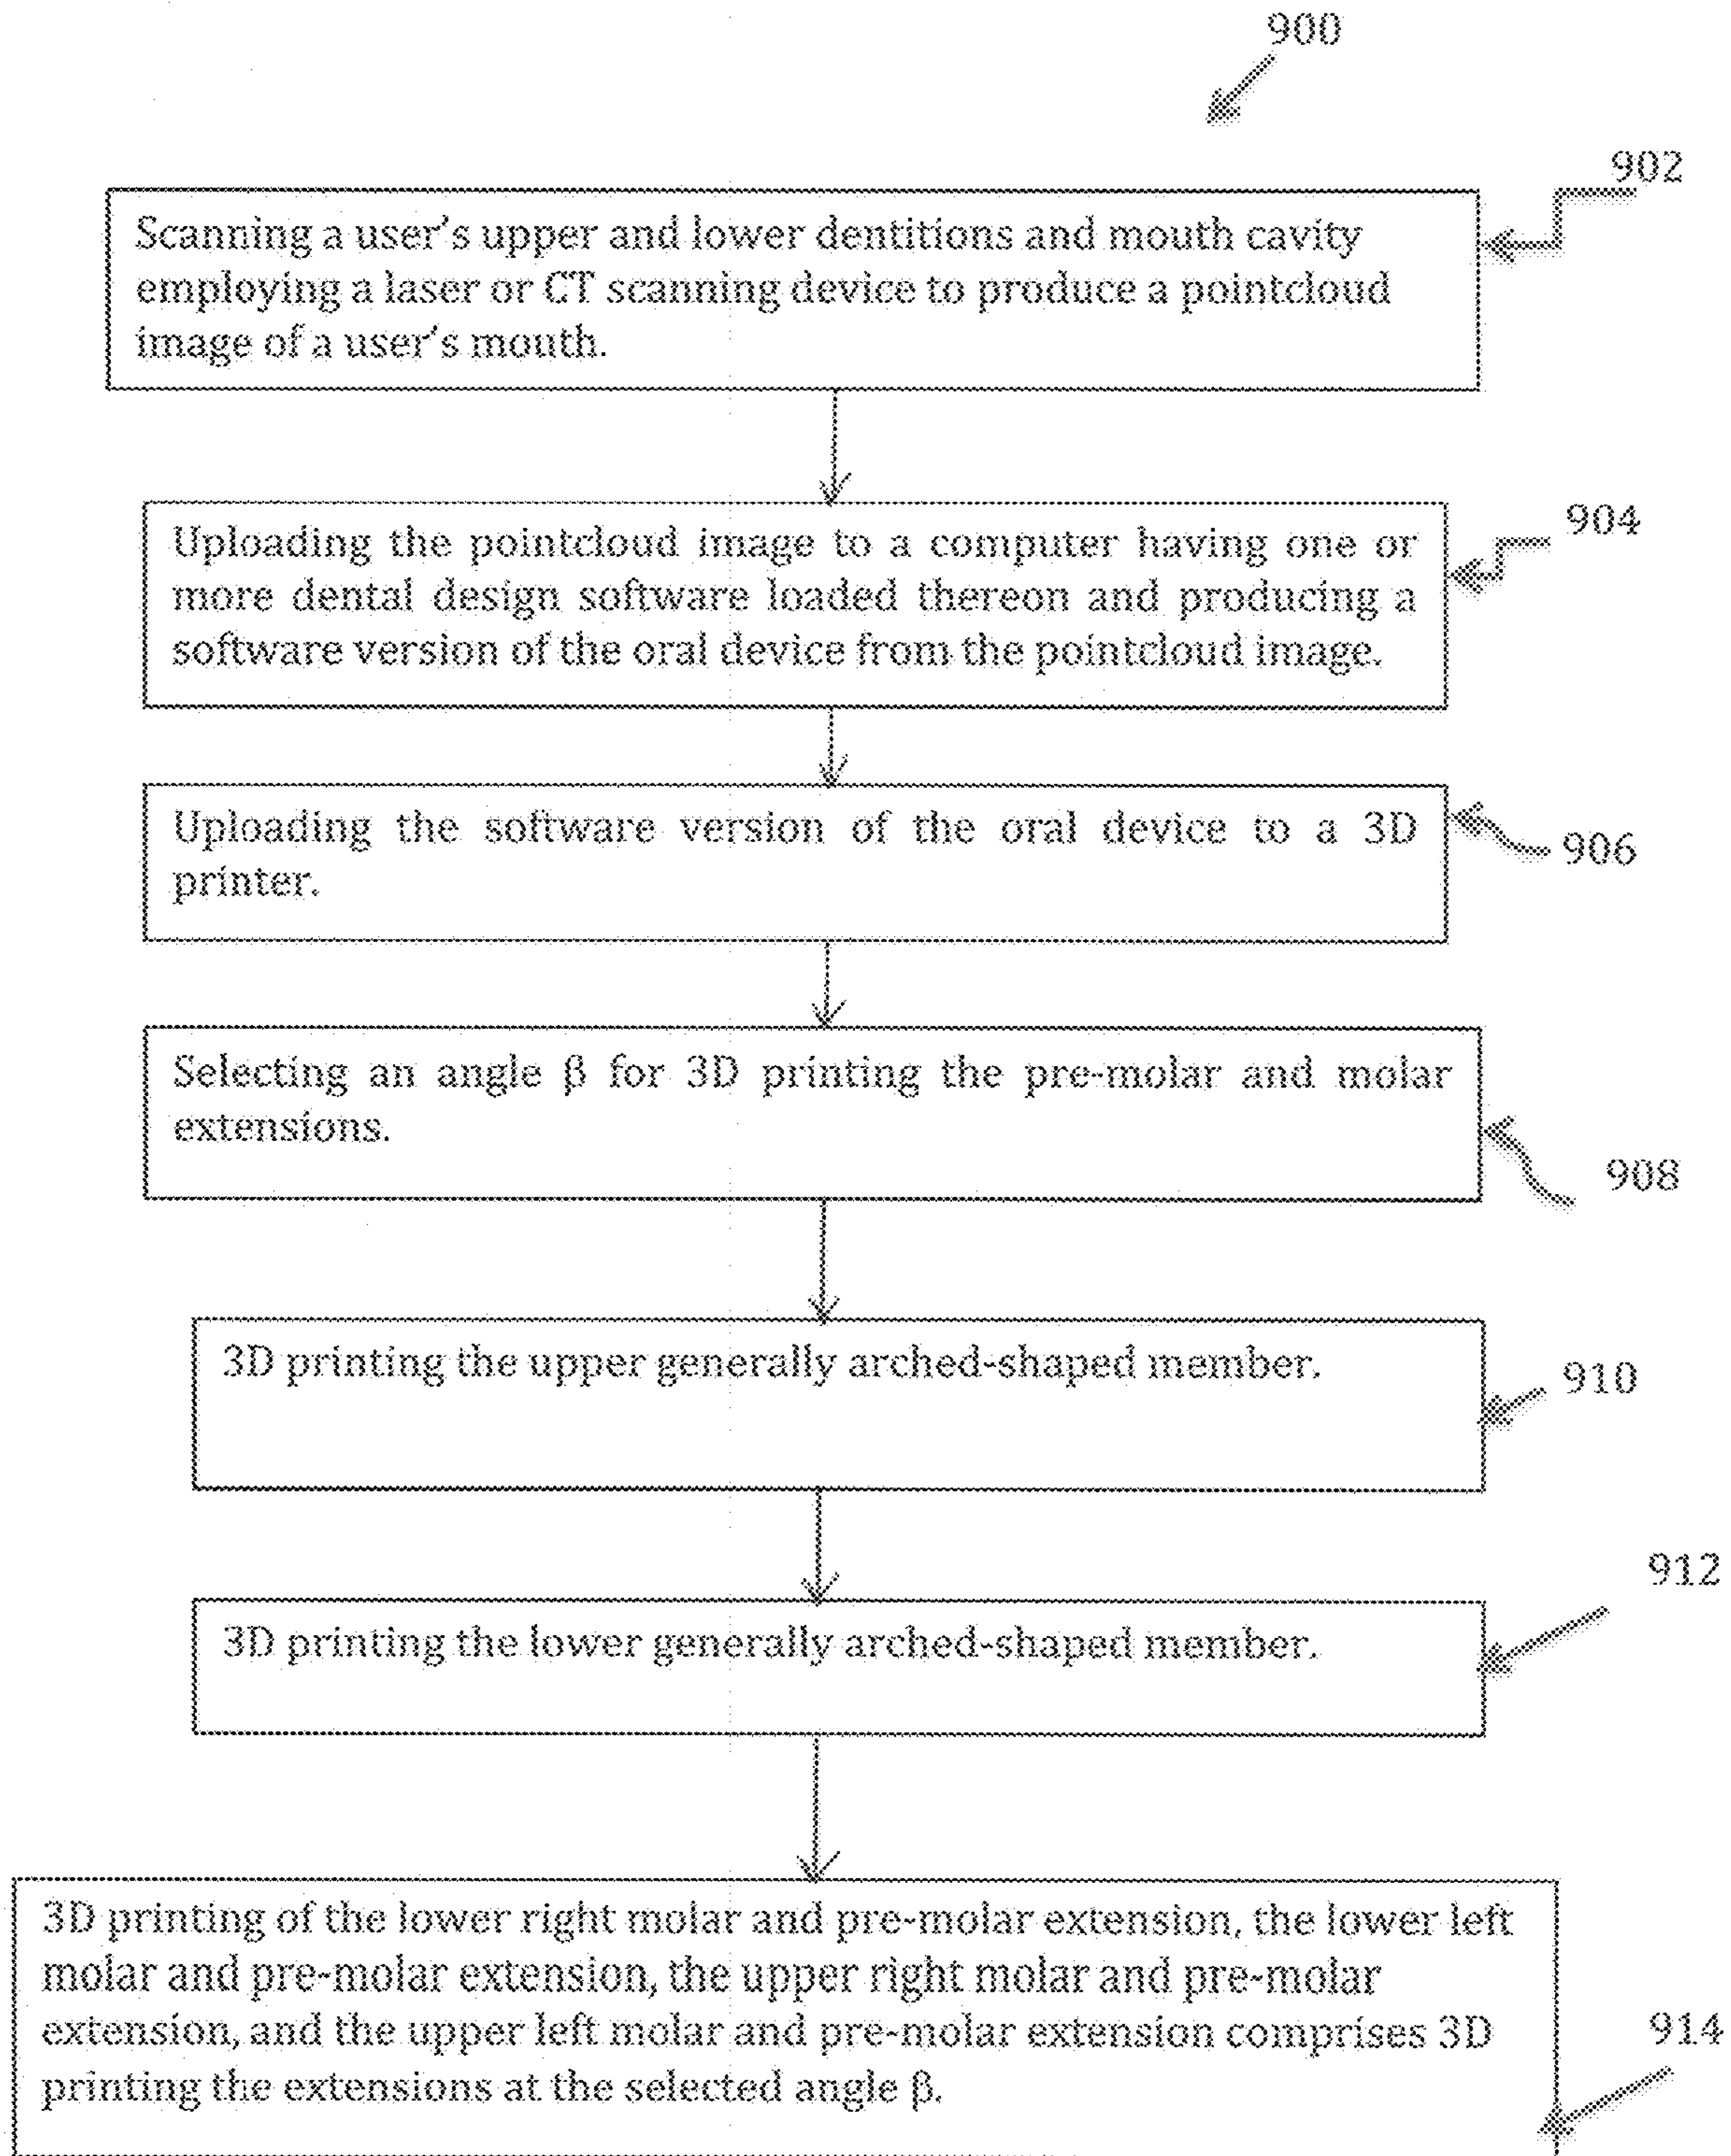 900
902
Scanning a user's upper and lower dentitions and mouth cavity
employing a laser or CT scanning device to produce a pointcloud
image of a user's mouth.
904
Uploading the pointcloud image to a computer having one or
more dental design software loaded thereon and producing a
software version of the oral device from the pointcloud image.
Uploading the software version of the oral device to a 3D
printer.
906
Selecting an angle β for 3D printing the pre-molar and molar
extensions.
908
3D printing the upper generally arched-shaped member.
910
912
3D printing the lower generally arched-shaped member.
3D printing of the lower right molar and pre-molar extension, the lower left
molar and pre-molar extension, the upper right molar and pre-molar
extension, and the upper left molar and pre-molar extension comprises 3D
printing the extensions at the selected angle β.
914